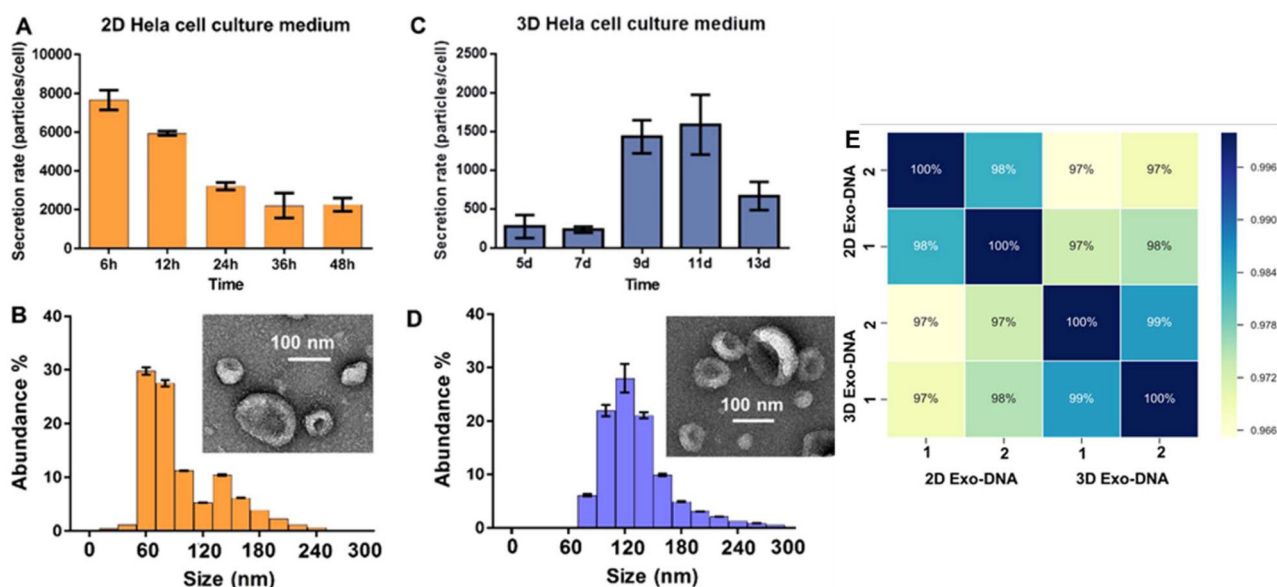 A 2D Hela cell culture medium
Secretion rate (particles/cell)
10000
8000
6000
4000
2000
0
6h 12h 24h 36h 48h
Time
C 3D Hela cell culture medium
Secretion rate (particles/cell)
2500
2000
1500
1000
500
0
5d 7d 9d 11d 13d
Time
B
Abundance %
40
30
20
10
0
100 nm
0 60 120 180 240 300
Size (nm)
D
Abundance %
40
30
20
10
0
100 nm
0 60 120 180 240 300
Size (nm)
E
2D Exo-DNA
3D Exo-DNA
2 100% 98% 97% 97%
1 98% 100% 97% 98%
2 97% 97% 100% 99%
1 97% 98% 99% 100%
1 2 1 2
2D Exo-DNA 3D Exo-DNA
0.996
0.990
0.984
0.978
0.972
0.966